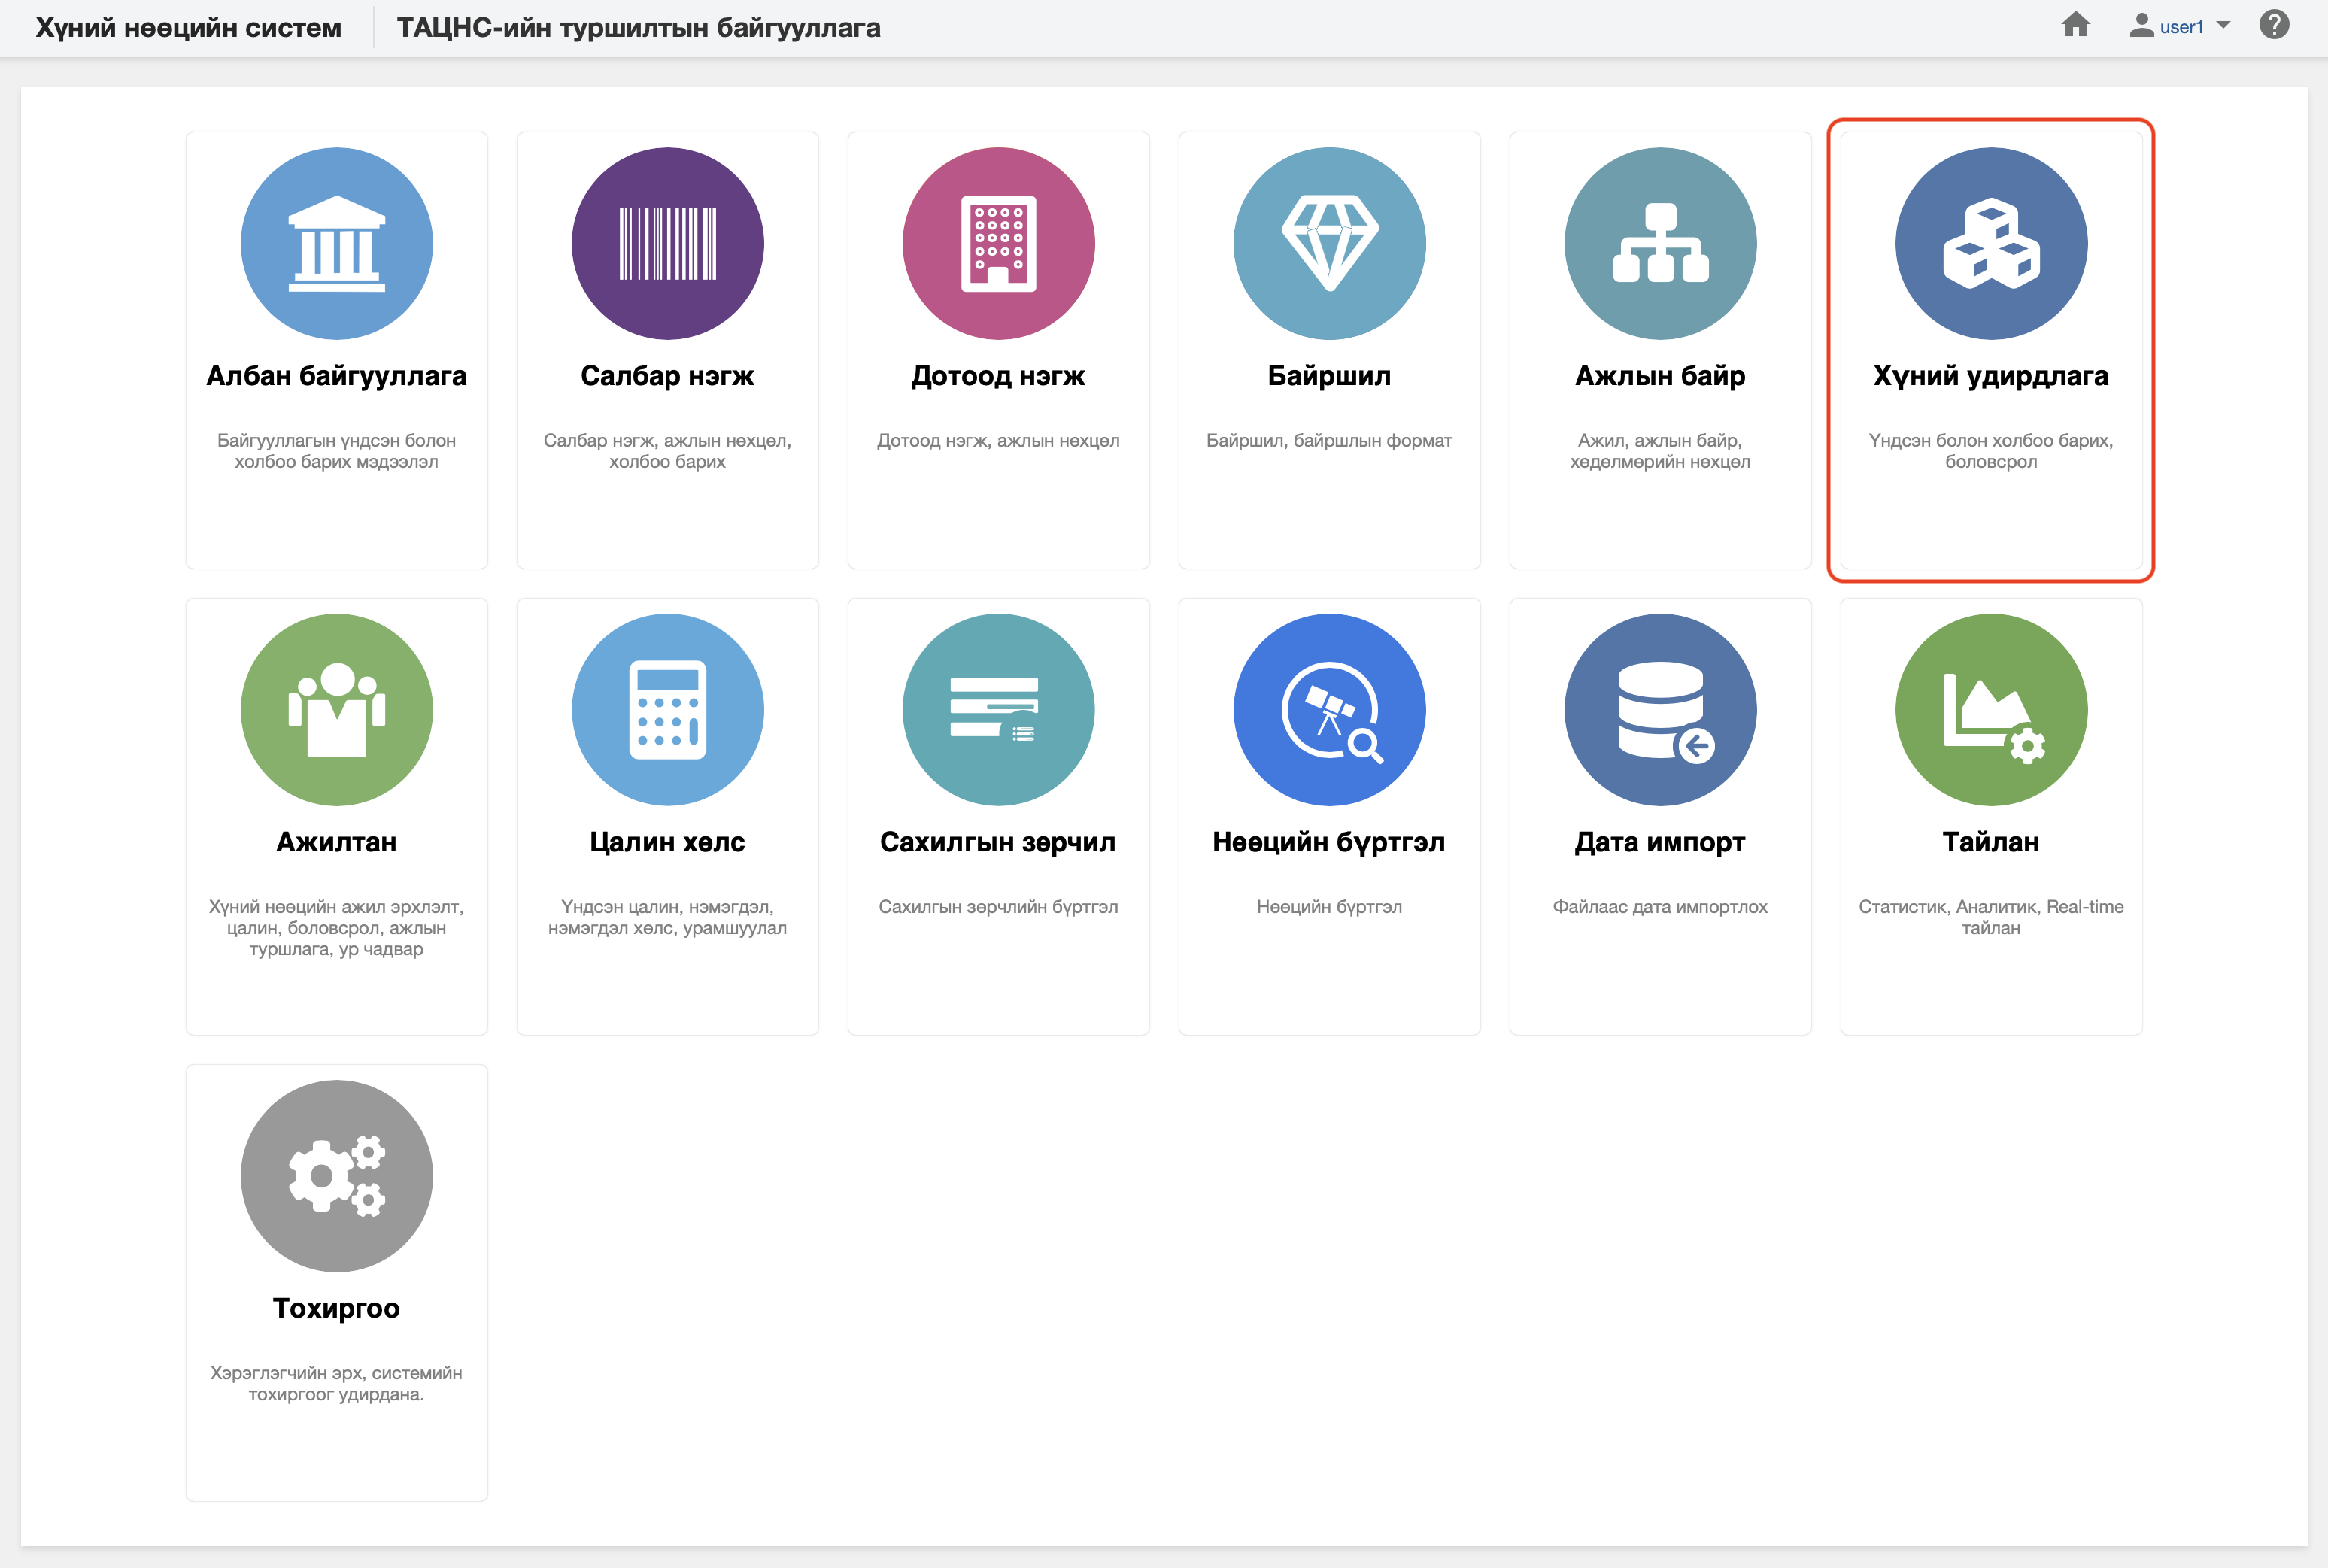 Хүний нөөцийн систем
ТАЦНС-ийн туршилтын байгууллага
user1
Албан байгууллага
Байгууллагын үндсэн болон
холбоо барих мэдээлэл
Салбар нэгж
Салбар нэгж, ажлын нөхцөл,
холбоо барих
Дотоод нэгж
Дотоод нэгж, ажлын нөхцөл
Байршил
Байршил, байршлын формат
Ажлын байр
Ажил, ажлын байр,
хөдөлмөрийн нөхцөл
Хүний удирдлага
Үндсэн болон холбоо барих,
боловсрол
Ажилтан
Хүний нөөцийн ажил эрхлэлт,
цалин, боловсрол, ажлын
туршлага, ур чадвар
Цалин хөлс
Үндсэн цалин, нэмэгдэл,
нэмэгдэл хөлс, урамшуулал
Сахилгын зөрчил
Сахилгын зөрчлийн бүртгэл
Нөөцийн бүртгэл
Нөөцийн бүртгэл
Дата импорт
Файлаас дата импортлох
Тайлан
Статистик, Аналитик, Real-time
тайлан
Тохиргоо
Хэрэглэгчийн эрх, системийн
тохиргоог удирдана.